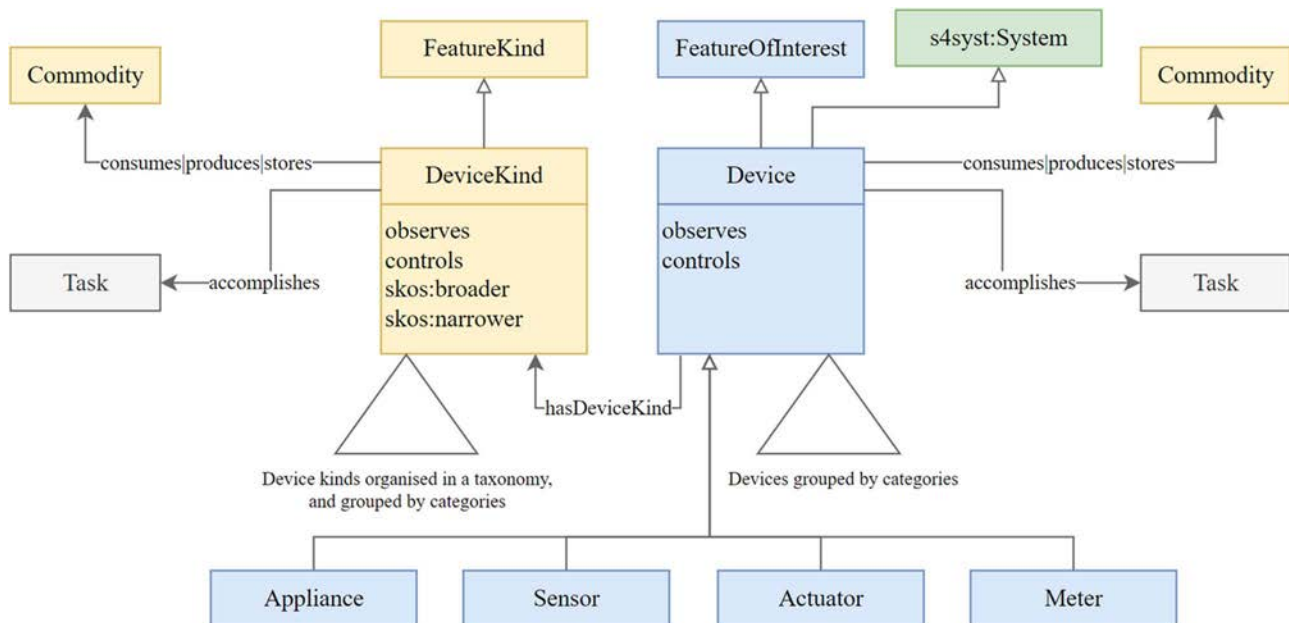 FeatureKind
FeatureOfInterest
s4syst:System
Commodity
Commodity
consumes|produces|stores
DeviceKind
Device
consumes|produces|stores
observes
controls
skos:broader
skos:narrower
observes
controls
Task
accomplishes
accomplishes
Task
hasDeviceKind
Device kinds organised in a taxonomy,
and grouped by categories
Devices grouped by categories
Appliance
Sensor
Actuator
Meter